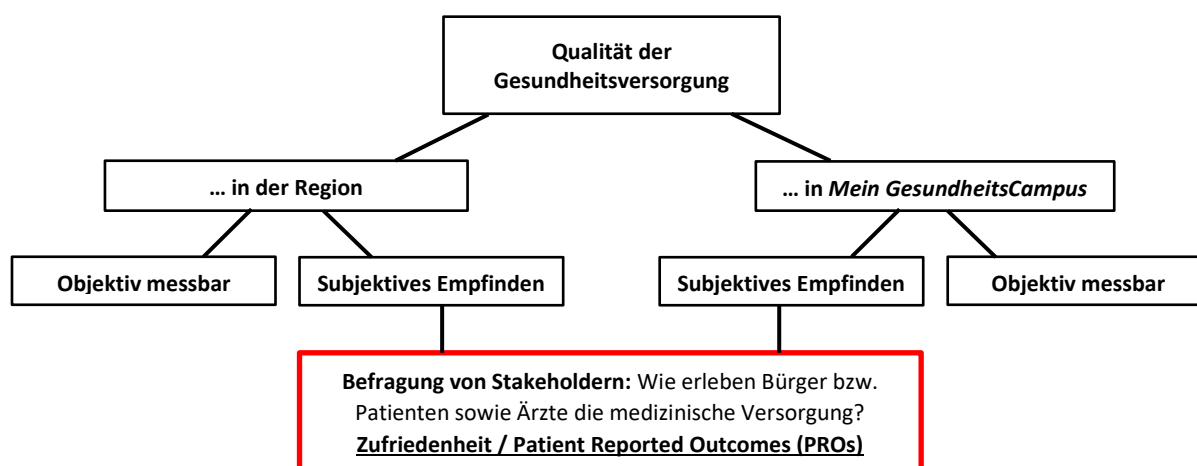 Qualität der
Gesundheitsversorgung
… in der Region
… in Mein GesundheitsCampus
Objektiv messbar
Subjektives Empfinden
Subjektives Empfinden
Objektiv messbar
Befragung von Stakeholdern: Wie erleben Bürger bzw.
Patienten sowie Ärzte die medizinische Versorgung?
Zufriedenheit / Patient Reported Outcomes (PROs)